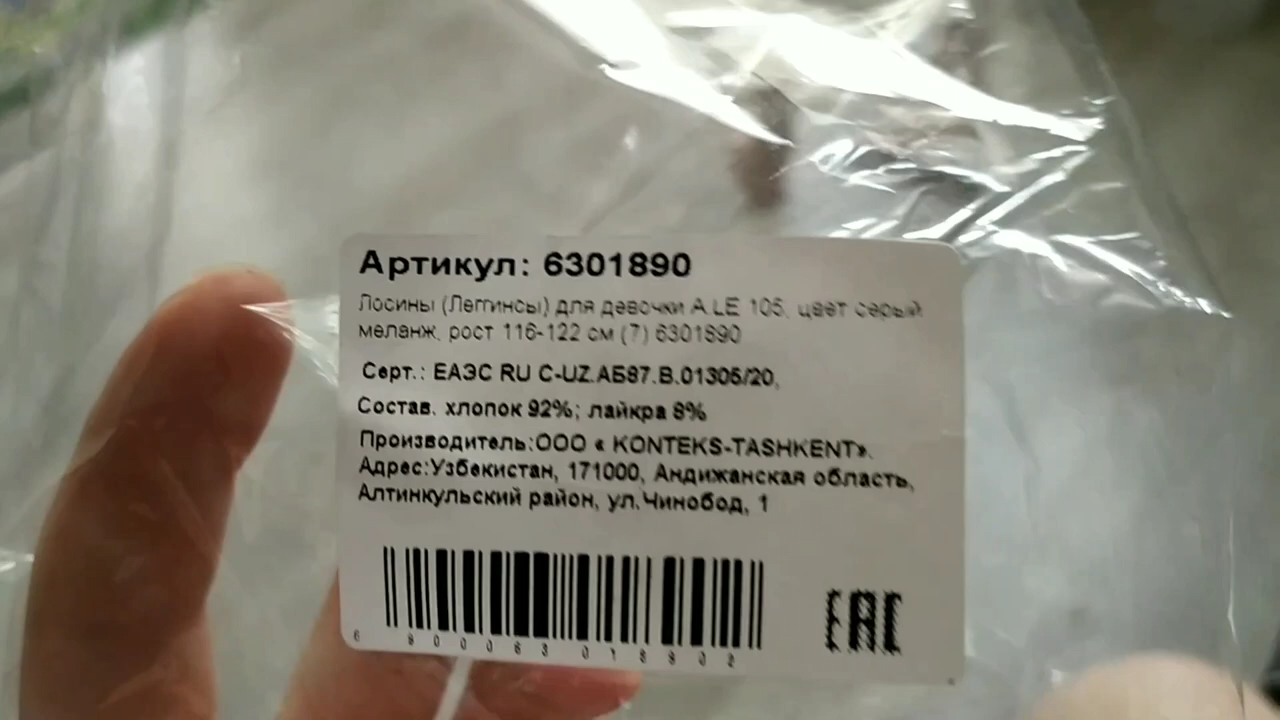 Артикул: 6301890
Лосины (Леггинсы) для девочки A.LE 105, цвет серый
меланж, рост 116-122 см (7) 6301890
Серт.: ЕАЭС RU C-UZ.АБ87.В.01305/20,
Состав. хлопок 92%; лайкра 8%
Производитель:ООО « KONTEKS-TASHKENT».
Адрес:Узбекистан, 171000, Андижанская область,
Алтинкульский район, ул.Чинобод, 1
EAC